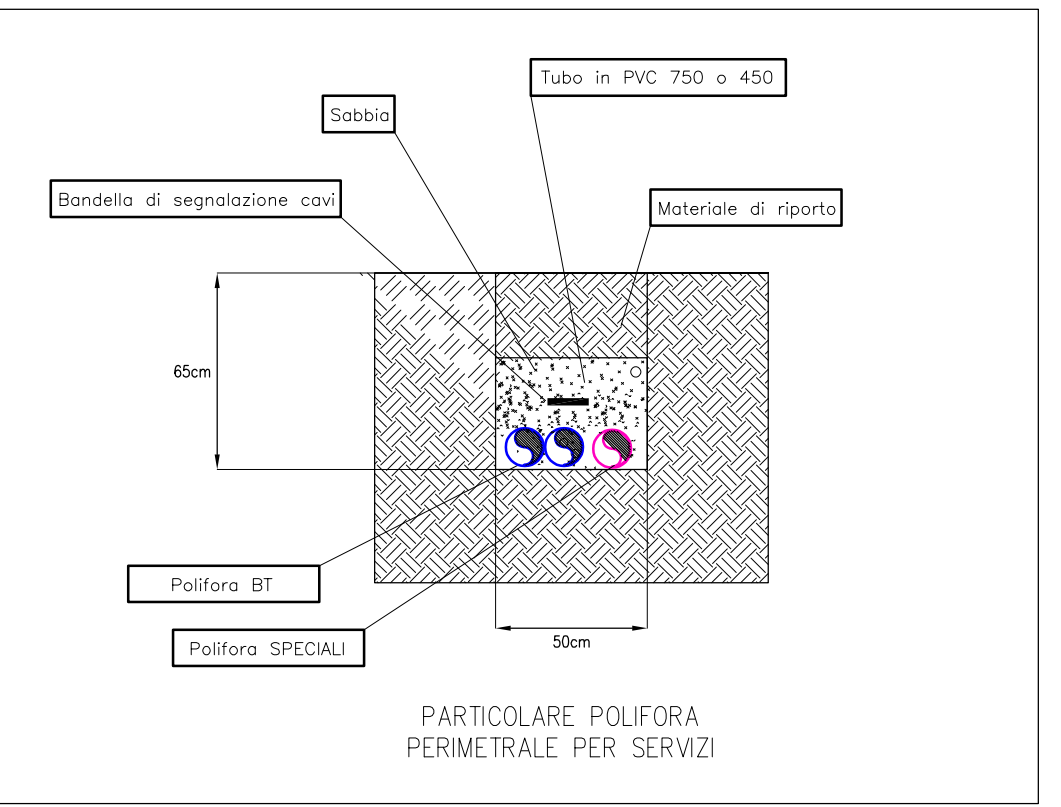 Tubo in PVC 750 o 450
Sabbia
Bandella di segnalazione cavi
Materiale di riporto
65cm
Polifora BT
Polifora SPECIALI
50cm
PARTICOLARE POLIFORA
PERIMETRALE PER SERVIZI